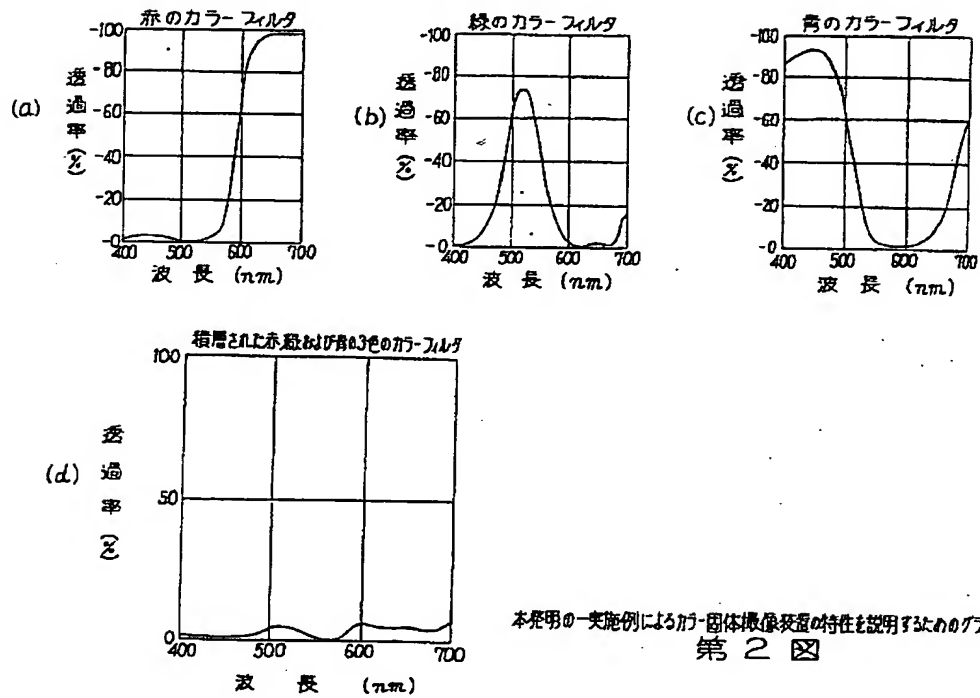 赤のカラーフィルタ
(a)
透過率(%)
-100
-80
-60
-40
-20
-0
400 500 600 700
波長(nm)
緑のカラーフィルタ
(b)
透過率(%)
-100
-80
-60
-40
-20
-0
400 500 600 700
波長(nm)
青のカラーフィルタ
(c)
透過率(%)
-100
-80
-60
-40
-20
-0
400 500 600 700
波長(nm)
積層された赤,緑および青の3色のカラーフィルタ
(d)
透過率(%)
100
50
0
400 500 600 700
波長(nm)
本発明の一実施例によるカラー固体撮像装置の特性を説明するためのグラ
第2図